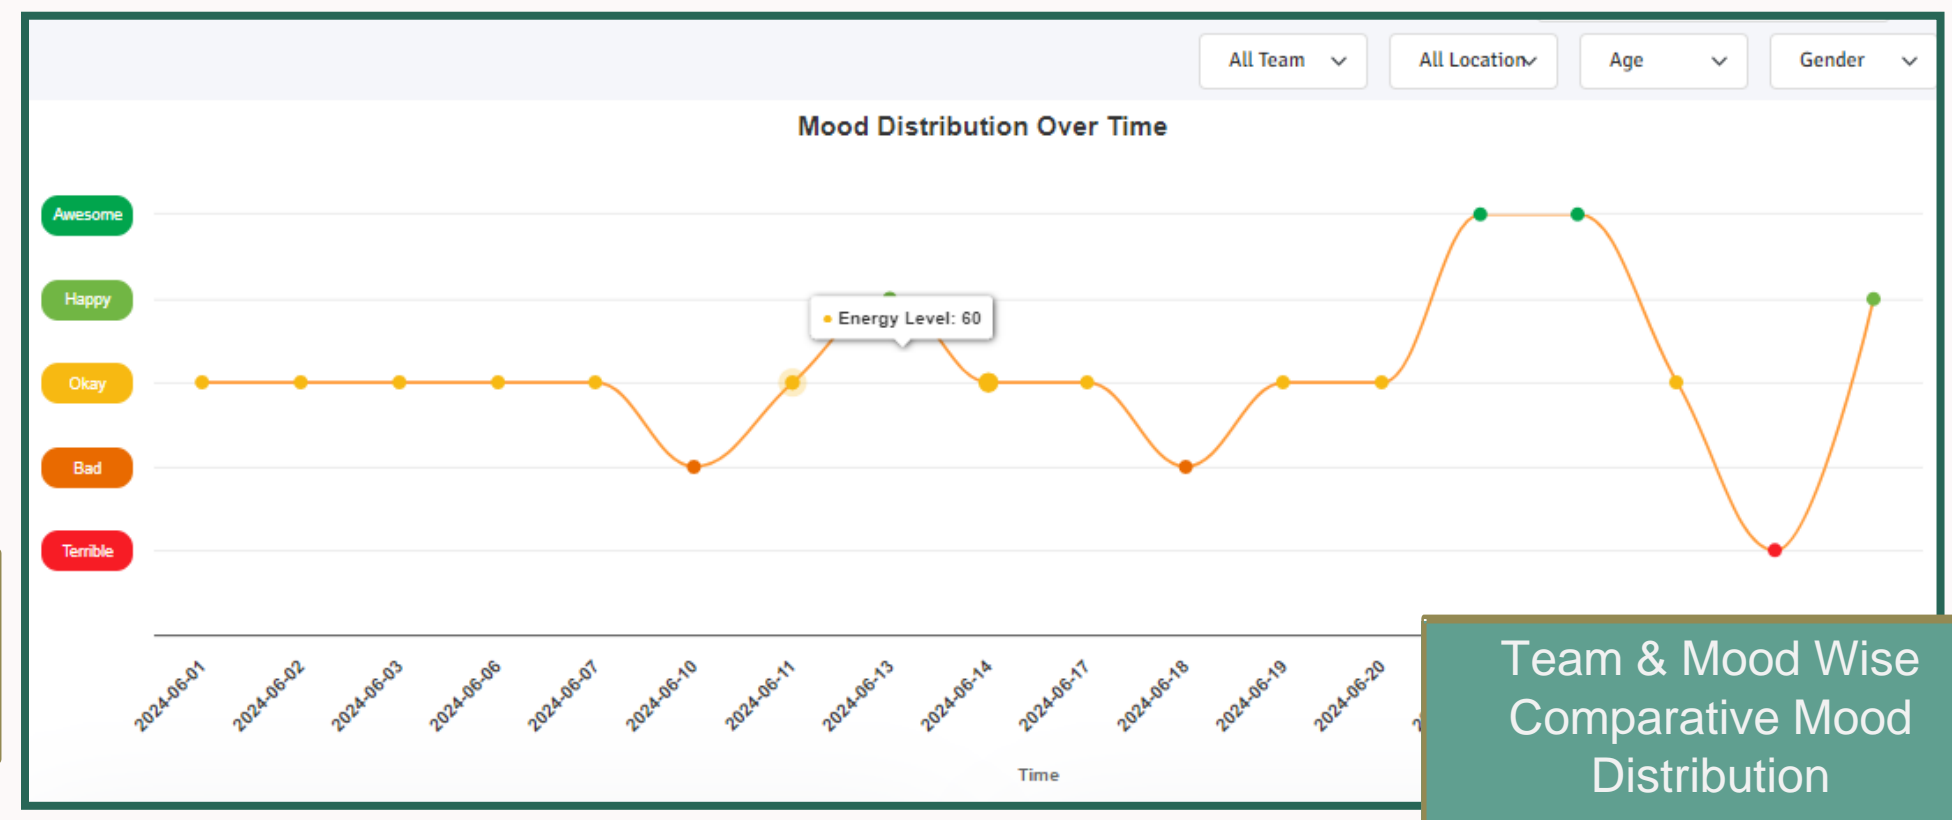 All Team
All Location
Age
Gender
Mood Distribution Over Time
Awesome
Happy
Okay
Bad
Terrible
Energy Level: 60
2024-06-01
2024-06-02
2024-06-03
2024-06-06
2024-06-07
2024-06-10
2024-06-11
2024-06-13
2024-06-14
2024-06-17
2024-06-18
2024-06-19
2024-06-20
Time
Team & Mood Wise
Comparative Mood
Distribution